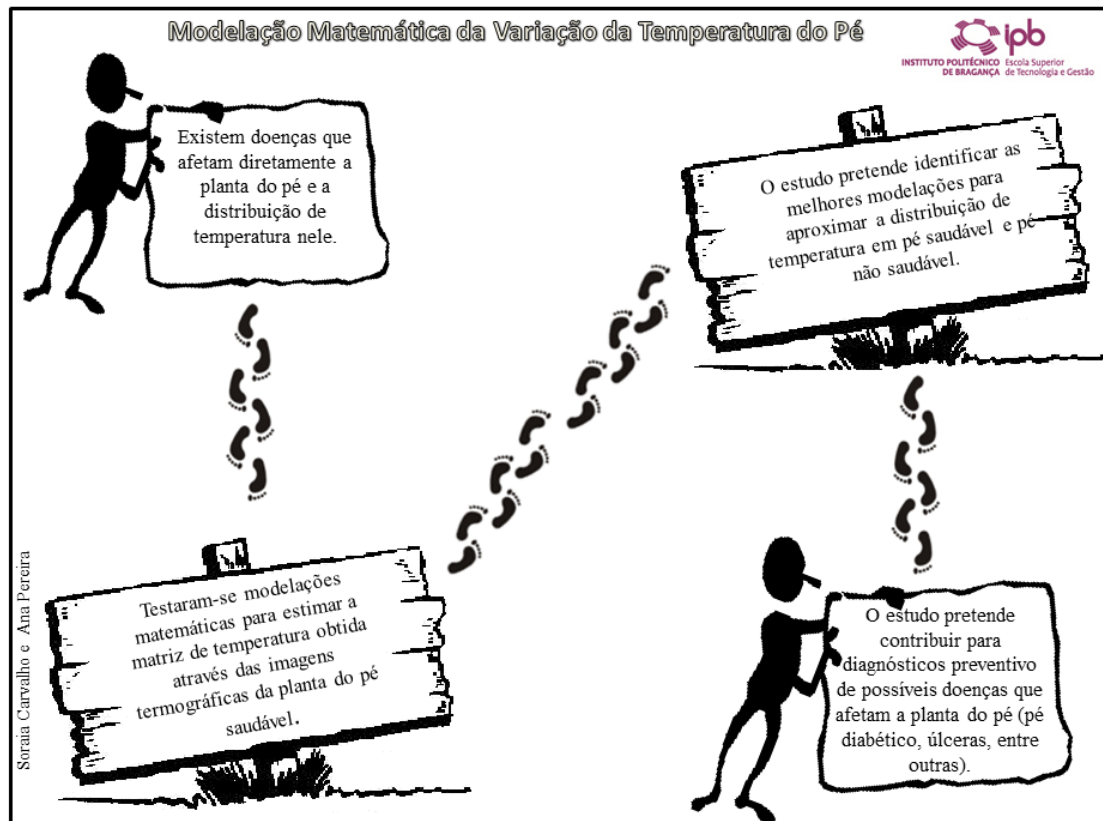 Modelação Matemática da Variação da Temperatura do Pé
ipb
INSTITUTO POLITÉCNICO
DE BRAGANÇA
Escola Superior
de Tecnologia e Gestão
Existem doenças que
afetam diretamente a
planta do pé e a
distribuição de
temperatura nele.
Testaram-se modelações
matemáticas para estimar a
matriz de temperatura obtida
através das imagens
termográficas da planta do pé
saudável.
O estudo pretende identificar as
melhores modelações para
aproximar a distribuição de
temperatura em pé saudável e pé
não saudável.
O estudo pretende
contribuir para
diagnósticos preventivo
de possíveis doenças que
afetam a planta do pé (pé
diabético, úlceras, entre
outras).
Soraia Carvalho e Ana Pereira